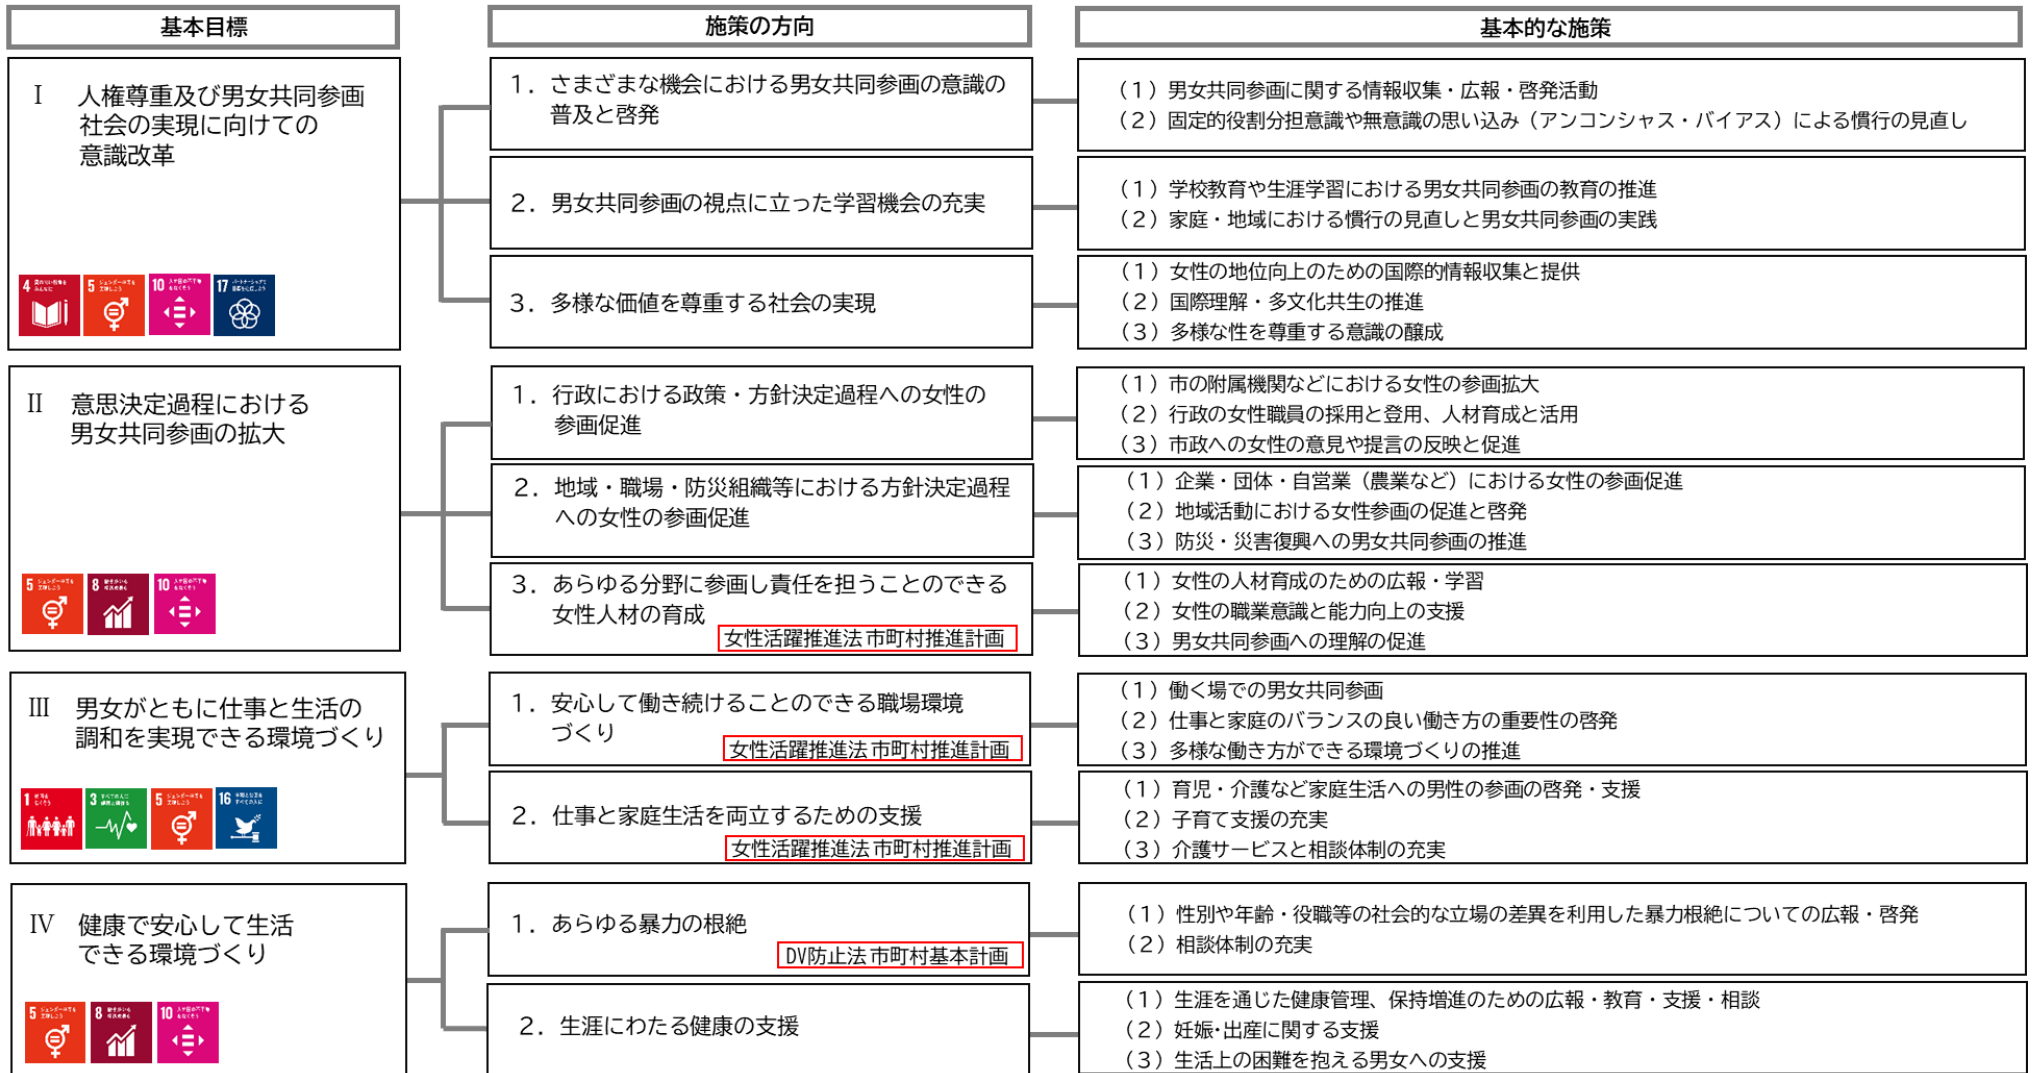 基本目標
施策の方向
基本的な施策
Ⅰ 人権尊重及び男女共同参画
社会の実現に向けての
意識改革
4
5
10
17
1．さまざまな機会における男女共同参画の意識の
普及と啓発
（1）男女共同参画に関する情報収集・広報・啓発活動
（2）固定的役割分担意識や無意識の思い込み（アンコンシャス・バイアス）による慣行の見直し
2．男女共同参画の視点に立った学習機会の充実
（1）学校教育や生涯学習における男女共同参画の教育の推進
（2）家庭・地域における慣行の見直しと男女共同参画の実践
3．多様な価値を尊重する社会の実現
（1）女性の地位向上のための国際的情報収集と提供
（2）国際理解・多文化共生の推進
（3）多様な性を尊重する意識の醸成
Ⅱ 意思決定過程における
男女共同参画の拡大
5
8
10
1．行政における政策・方針決定過程への女性の
参画促進
（1）市の附属機関などにおける女性の参画拡大
（2）行政の女性職員の採用と登用、人材育成と活用
（3）市政への女性の意見や提言の反映と促進
2．地域・職場・防災組織等における方針決定過程
への女性の参画促進
（1）企業・団体・自営業（農業など）における女性の参画促進
（2）地域活動における女性参画の促進と啓発
（3）防災・災害復興への男女共同参画の推進
3．あらゆる分野に参画し責任を担うことのできる
女性人材の育成
女性活躍推進法 市町村推進計画
（1）女性の人材育成のための広報・学習
（2）女性の職業意識と能力向上の支援
（3）男女共同参画への理解の促進
Ⅲ 男女がともに仕事と生活の
調和を実現できる環境づくり
1
3
5
16
1．安心して働き続けることのできる職場環境
づくり
女性活躍推進法 市町村推進計画
（1）働く場での男女共同参画
（2）仕事と家庭のバランスの良い働き方の重要性の啓発
（3）多様な働き方ができる環境づくりの推進
2．仕事と家庭生活を両立するための支援
女性活躍推進法 市町村推進計画
（1）育児・介護など家庭生活への男性の参画の啓発・支援
（2）子育て支援の充実
（3）介護サービスと相談体制の充実
Ⅳ 健康で安心して生活
できる環境づくり
5
8
10
1．あらゆる暴力の根絶
DV防止法 市町村基本計画
（1）性別や年齢・役職等の社会的な立場の差異を利用した暴力根絶についての広報・啓発
（2）相談体制の充実
2．生涯にわたる健康の支援
（1）生涯を通じた健康管理、保持増進のための広報・教育・支援・相談
（2）妊娠・出産に関する支援
（3）生活上の困難を抱える男女への支援